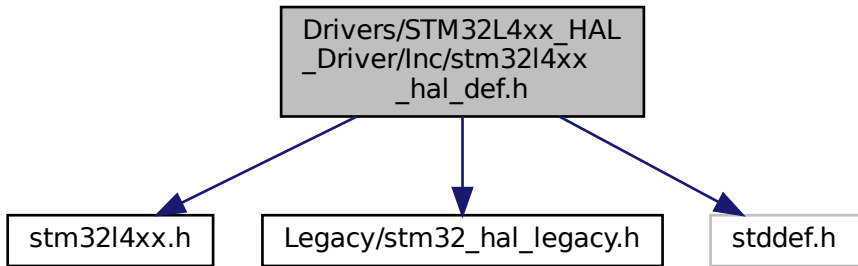 Drivers/STM32L4xx_HAL
_Driver/Inc/stm32l4xx
_hal_def.h
stm32l4xx.h
Legacy/stm32_hal_legacy.h
stddef.h